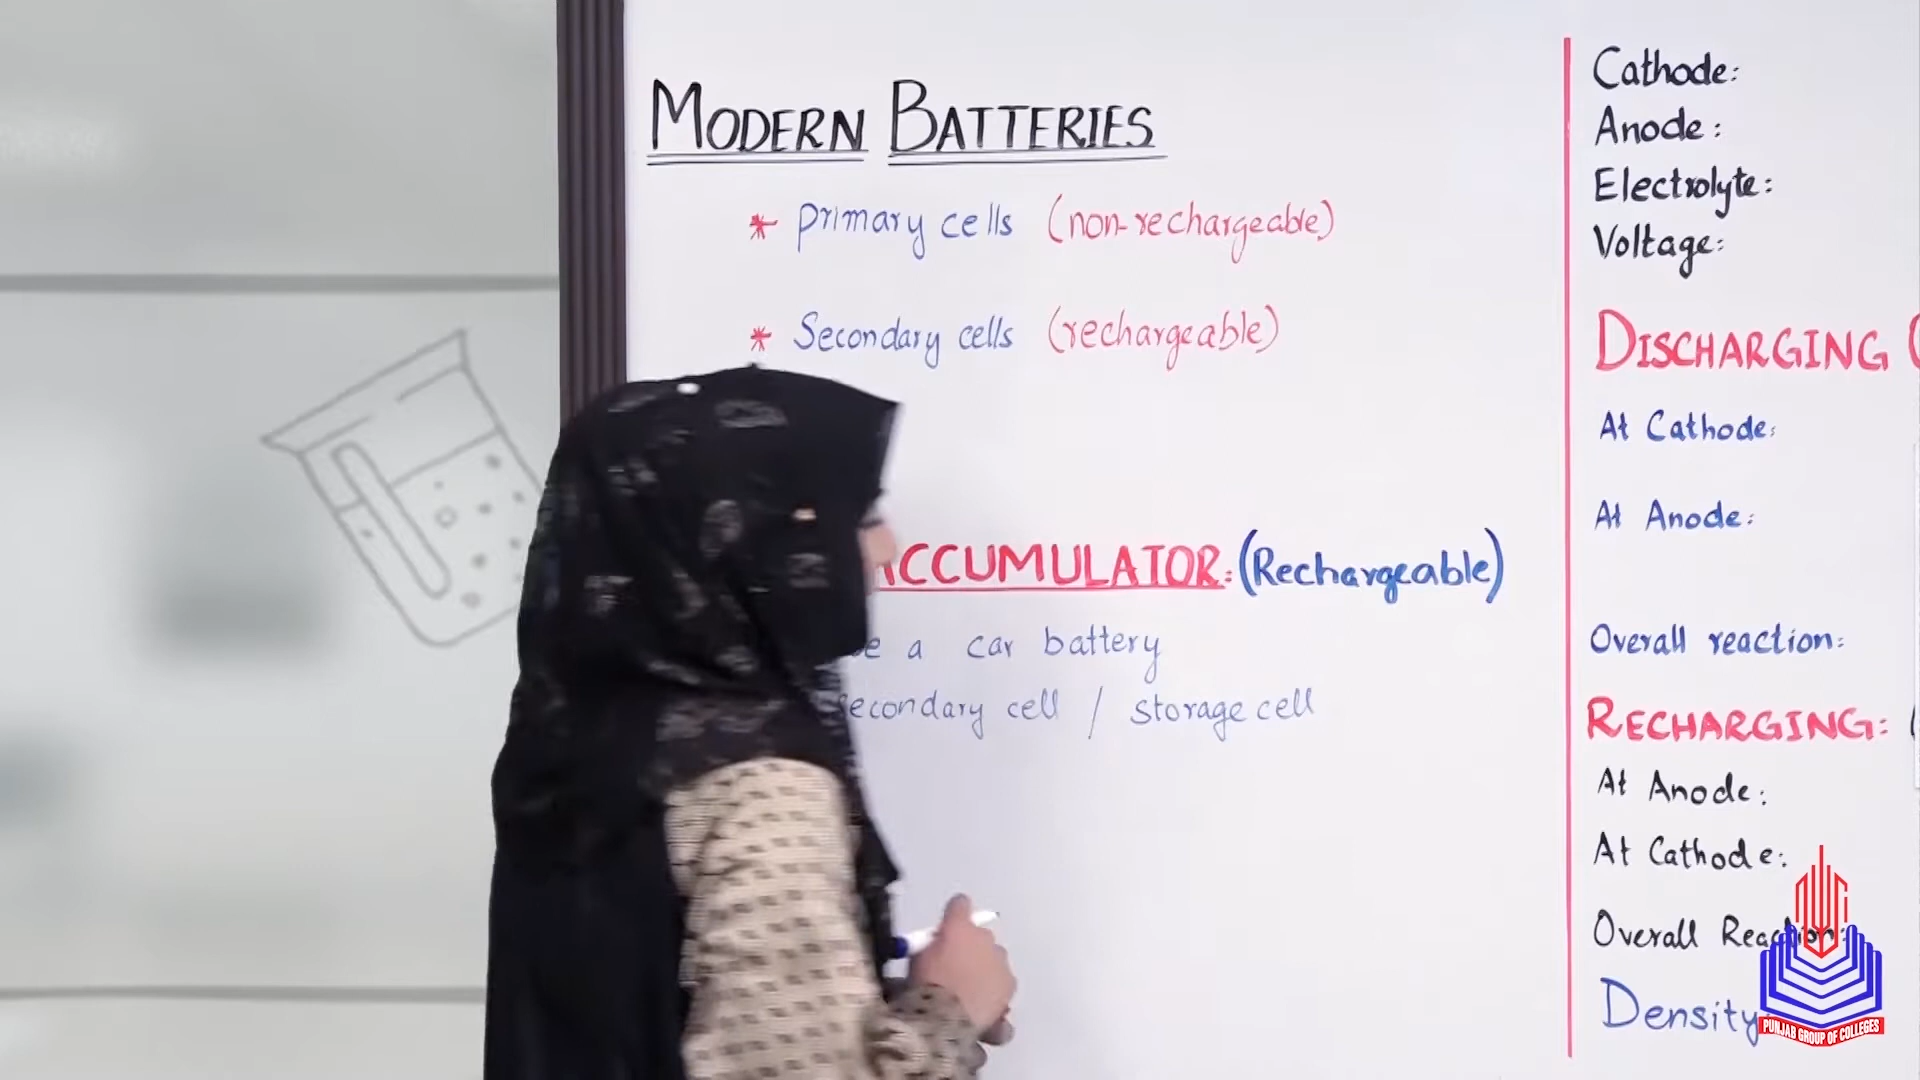 MODERN BATTERIES
* Primary cells (non-rechargeable)
* Secondary cells (rechargeable)
ACCUMULATOR: (Rechargeable)
a car battery
secondary cell / storage cell
Cathode:
Anode:
Electrolyte:
Voltage:
DISCHARGING (
At Cathode:
At Anode:
Overall reaction:
RECHARGING: (
At Anode:
At Cathode:
Overall Reaction:
Density
PUNJAB GROUP OF COLLEGES